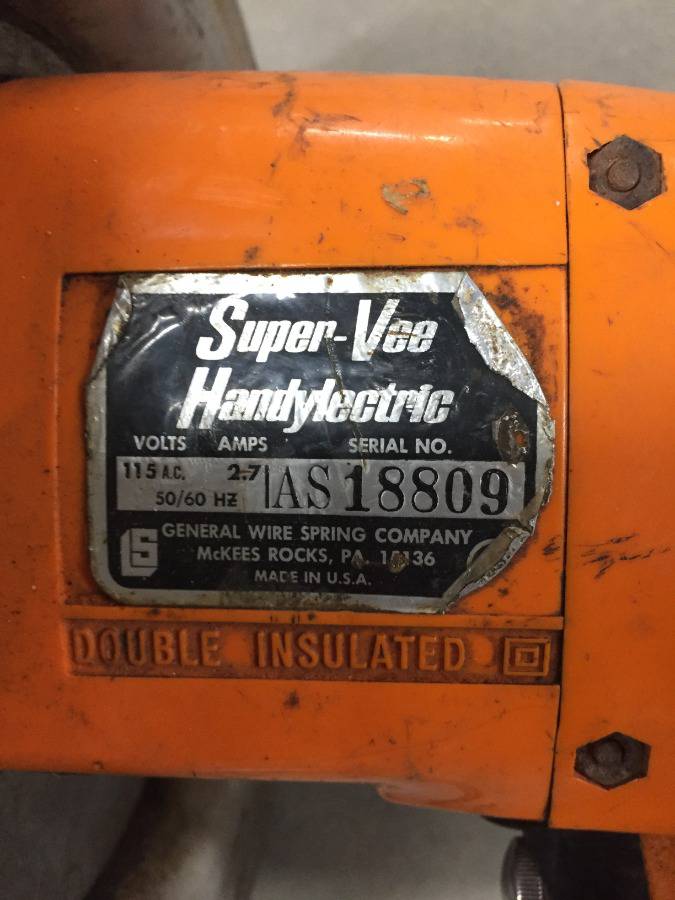 Super-Vee
Handylectric
VOLTS AMPS SERIAL NO.
115 A.C. 2.7 AS 18809
50/60 HZ
GENERAL WIRE SPRING COMPANY
McKEES ROCKS, PA. 15136
MADE IN U.S.A.
DOUBLE INSULATED